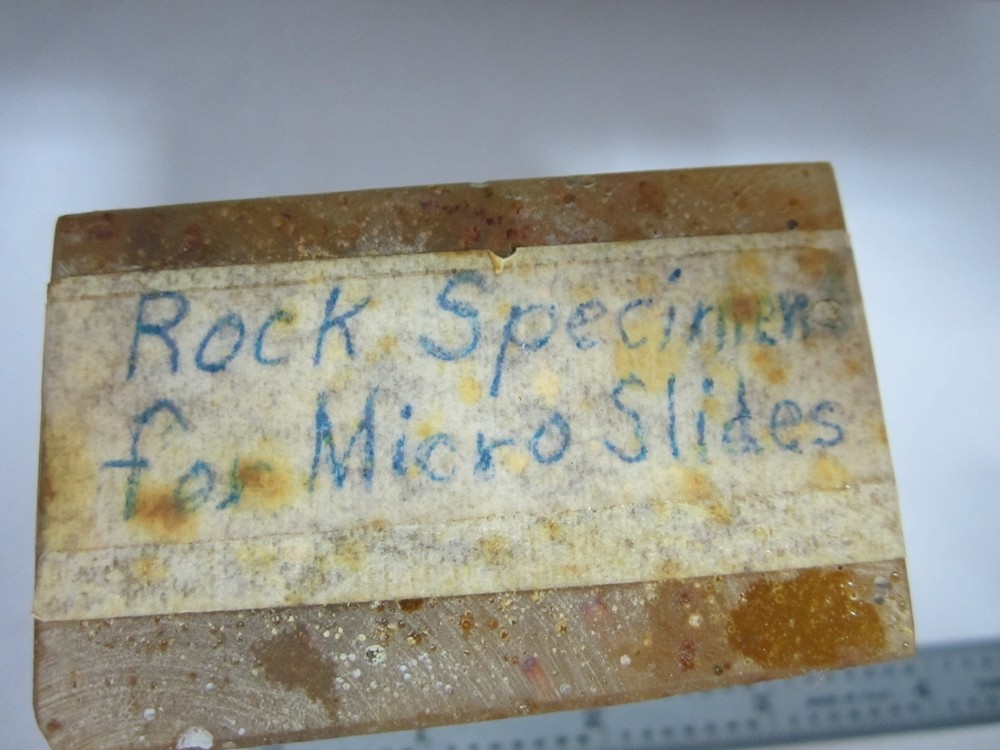 Rock Specimens
for Micro Slides